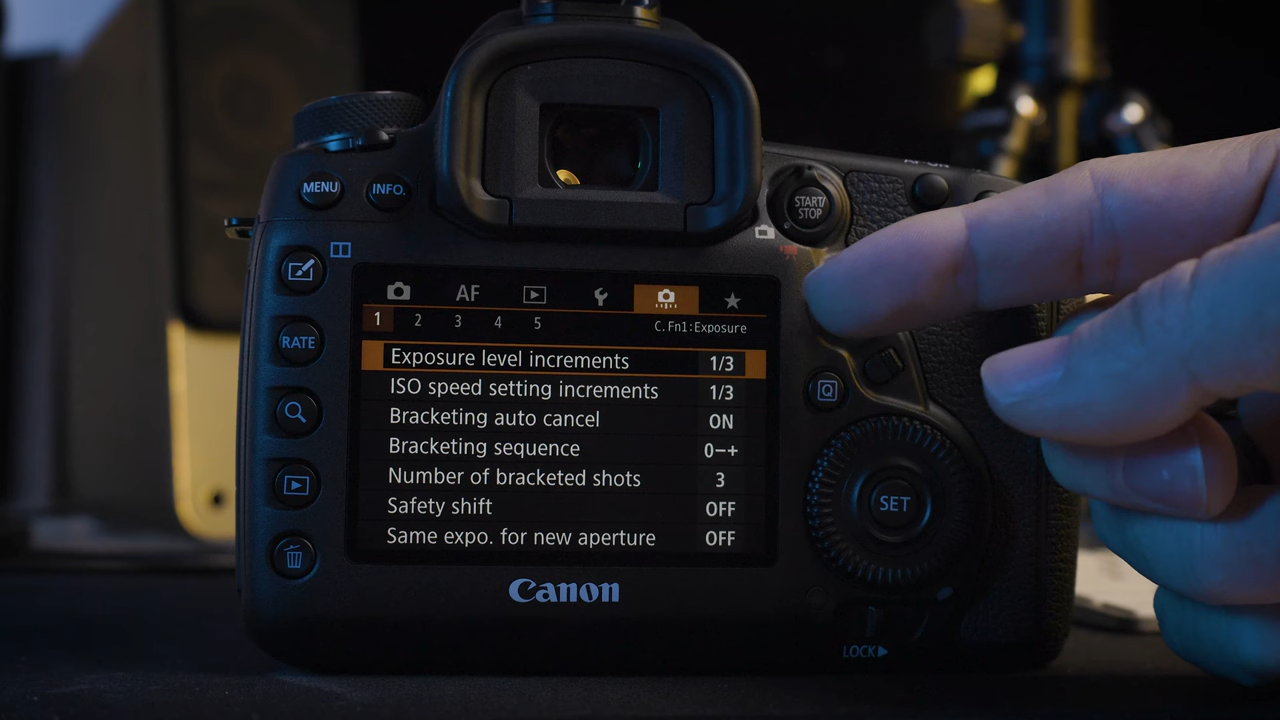 MENU
INFO.
START/
STOP
RATE
AF
1 2 3 4 5
C.Fn1:Exposure
Exposure level increments 1/3
ISO speed setting increments 1/3
Bracketing auto cancel ON
Bracketing sequence 0−+
Number of bracketed shots 3
Safety shift OFF
Same expo. for new aperture OFF
Q
SET
Canon
LOCK▶